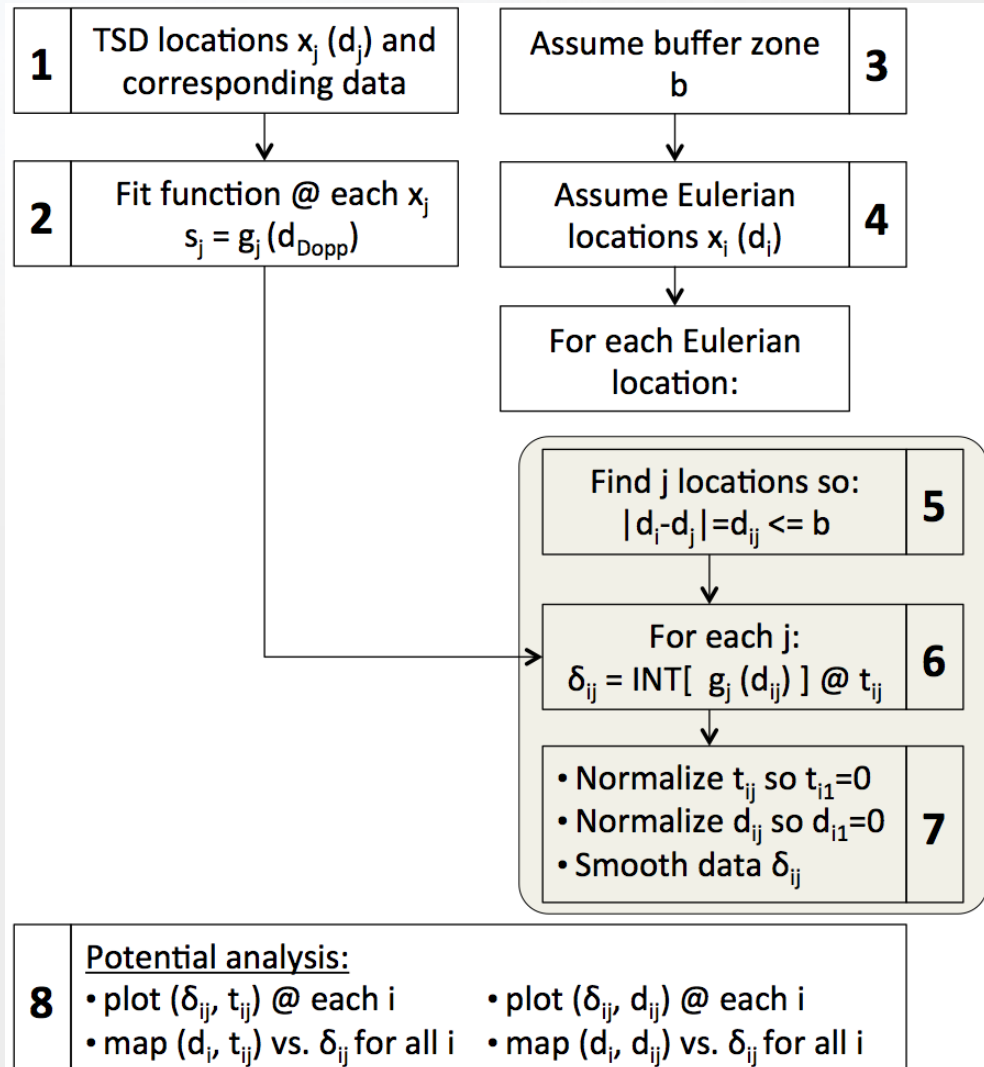 1
TSD locations xj (dj) and
corresponding data
2
Fit function @ each xj
sj = gj (dDopp)
Assume buffer zone
b
3
Assume Eulerian
locations xi (di)
4
For each Eulerian
location:
Find j locations so:
|di-dj|=dij <= b
5
For each j:
δij = INT[ gj (dij) ] @ tij
6
• Normalize tij so ti1=0
• Normalize dij so di1=0
• Smooth data δij
7
8
Potential analysis:
• plot (δij, tij) @ each i
• map (di, tij) vs. δij for all i
• plot (δij, dij) @ each i
• map (di, dij) vs. δij for all i